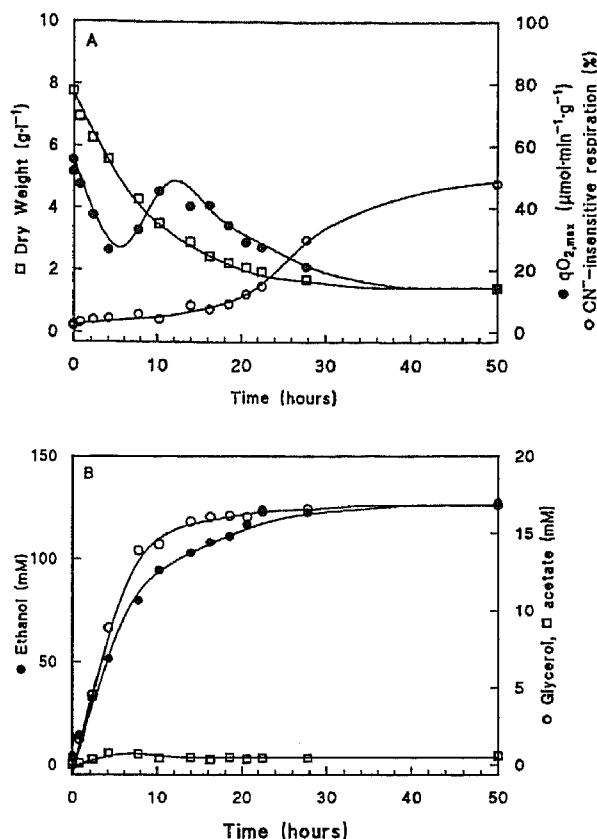 A
10
8
6
4
2
0
□ Dry Weight (g·l⁻¹)
100
80
60
40
20
0
● qO₂,max (μmol·min⁻¹·g⁻¹)
○ CN⁻-insensitive respiration (%)
0 10 20 30 40 50
Time (hours)
B
150
100
50
0
● Ethanol (mM)
20
15
10
5
0
○ Glycerol, □ acetate (mM)
0 10 20 30 40 50
Time (hours)